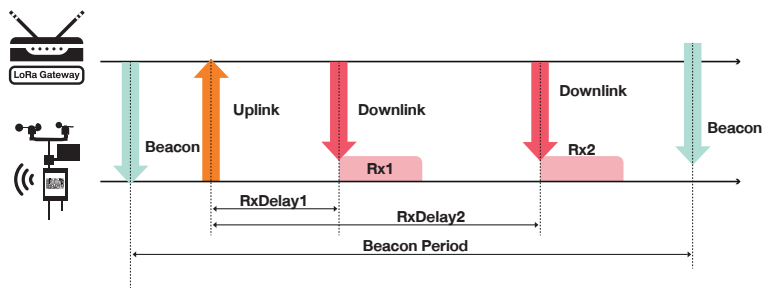 LoRa Gateway
Uplink
Downlink
Downlink
Beacon
Beacon
Rx1
Rx2
RxDelay1
RxDelay2
Beacon Period